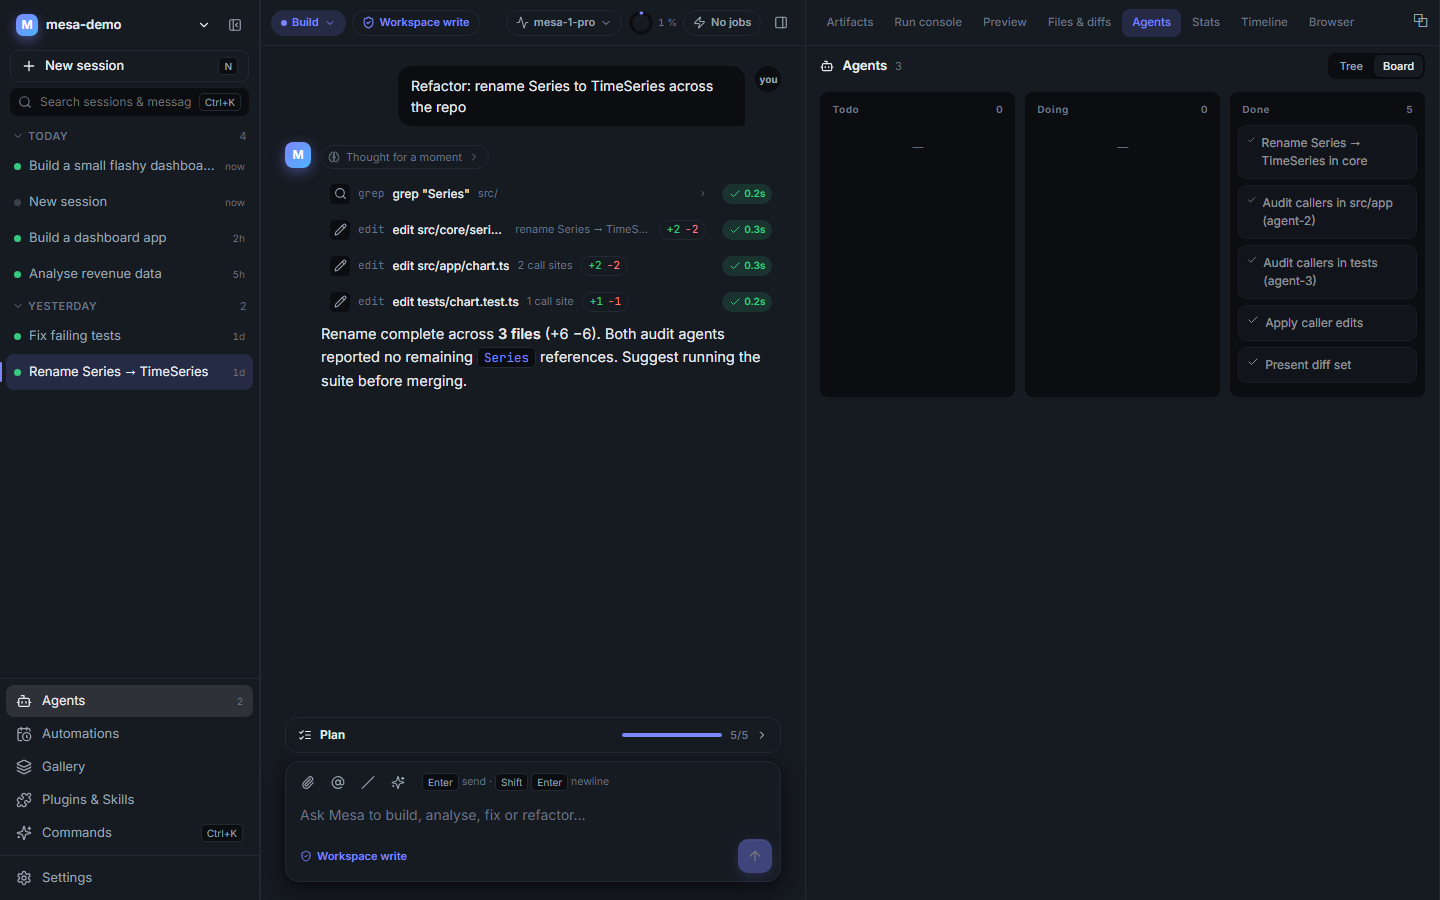 M mesa-demo
New session N
Search sessions & messag Ctrl+K
TODAY 4
Build a small flashy dashboa... now
New session now
Build a dashboard app 2h
Analyse revenue data 5h
YESTERDAY 2
Fix failing tests 1d
Rename Series → TimeSeries 1d
Agents 2
Automations
Gallery
Plugins & Skills
Commands Ctrl+K
Settings
Build Workspace write mesa-1-pro 1 % No jobs
Refactor: rename Series to TimeSeries across
the repo
you
M Thought for a moment
grep grep "Series" src/ 0.2s
edit edit src/core/seri... rename Series → TimeS... +2 -2 0.3s
edit edit src/app/chart.ts 2 call sites +2 -2 0.3s
edit edit tests/chart.test.ts 1 call site +1 -1 0.2s
Rename complete across 3 files (+6 −6). Both audit agents
reported no remaining Series references. Suggest running the
suite before merging.
Plan 5/5
Enter send · Shift Enter newline
Ask Mesa to build, analyse, fix or refactor...
Workspace write
Artifacts Run console Preview Files & diffs Agents Stats Timeline Browser
Agents 3 Tree Board
Todo 0
—
Doing 0
—
Done 5
Rename Series →
TimeSeries in core
Audit callers in src/app
(agent-2)
Audit callers in tests
(agent-3)
Apply caller edits
Present diff set